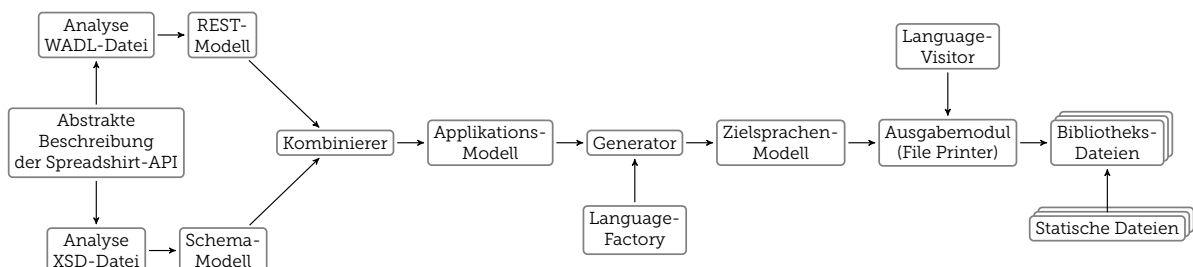 Analyse
WADL-Datei
REST-
Modell
Abstrakte
Beschreibung
der Spreadshirt-API
Analyse
XSD-Datei
Schema-
Modell
Kombinierer
Applikations-
Modell
Generator
Language-
Factory
Zielsprachen-
Modell
Language-
Visitor
Ausgabemodul
(File Printer)
Bibliotheks-
Dateien
Statische Dateien